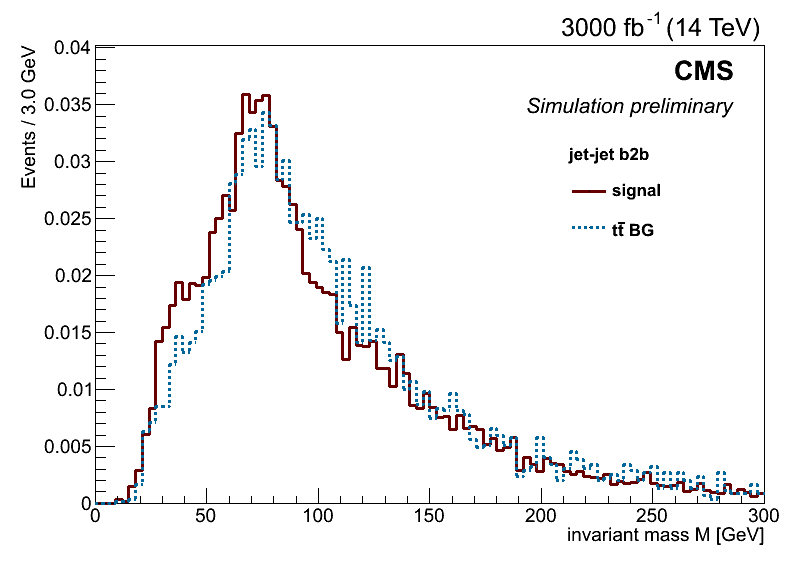 3000 fb⁻¹ (14 TeV)
CMS
Simulation preliminary
jet-jet b2b
signal
tt̄ BG
Events / 3.0 GeV
0.04
0.035
0.03
0.025
0.02
0.015
0.01
0.005
0
0 50 100 150 200 250 300
invariant mass M [GeV]